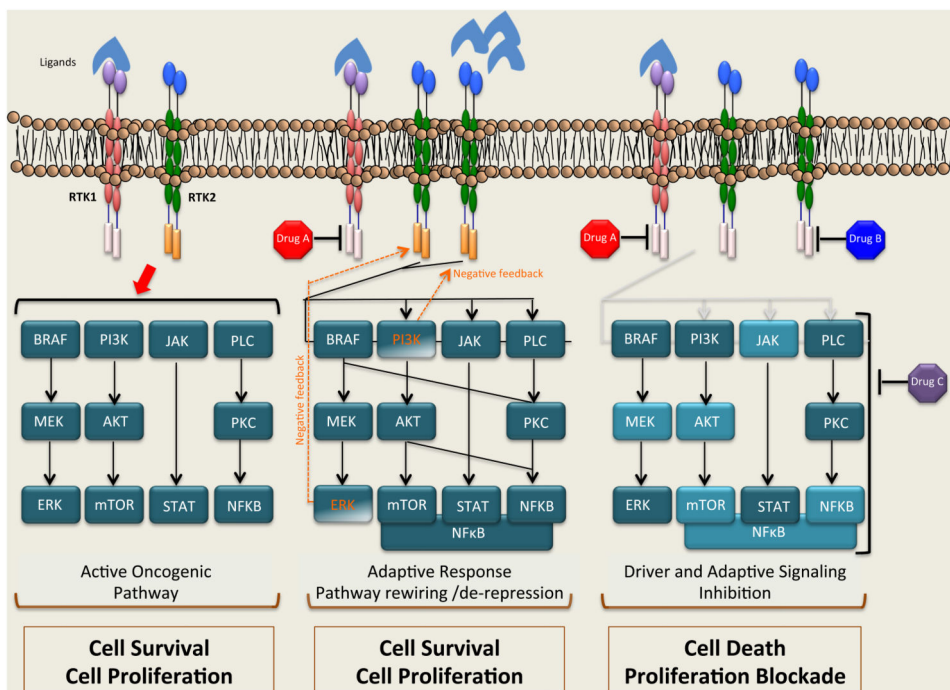 Ligands
RTK1
RTK2
BRAF
PI3K
JAK
PLC
MEK
AKT
PKC
ERK
mTOR
STAT
NFKB
Active Oncogenic
Pathway
Cell Survival
Cell Proliferation
Drug A
Negative feedback
Negative feedback
BRAF
PI3K
JAK
PLC
MEK
AKT
PKC
ERK
mTOR
STAT
NFKB
NFκB
Adaptive Response
Pathway rewiring /de-repression
Cell Survival
Cell Proliferation
Drug A
Drug B
BRAF
PI3K
JAK
PLC
Drug C
MEK
AKT
PKC
ERK
mTOR
STAT
NFKB
NFκB
Driver and Adaptive Signaling
Inhibition
Cell Death
Proliferation Blockade